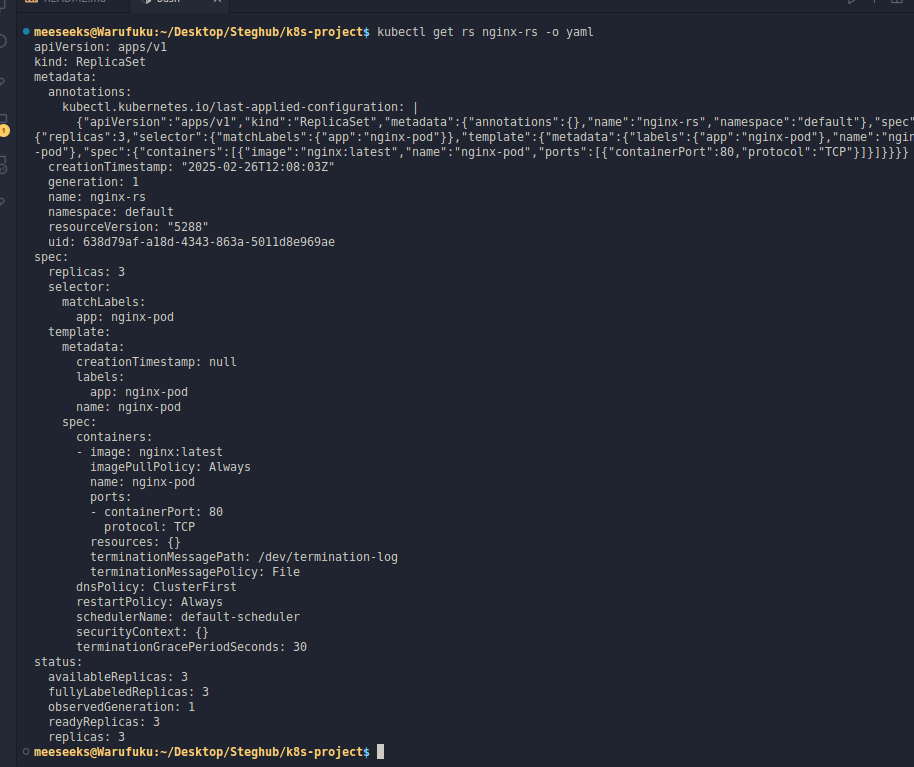 README.md bash
meeseeks@Warufuku:~/Desktop/Steghub/k8s-project$ kubectl get rs nginx-rs -o yaml
apiVersion: apps/v1
kind: ReplicaSet
metadata:
  annotations:
    kubectl.kubernetes.io/last-applied-configuration: |
      {"apiVersion":"apps/v1","kind":"ReplicaSet","metadata":{"annotations":{},"name":"nginx-rs","namespace":"default"},"spec"
{"replicas":3,"selector":{"matchLabels":{"app":"nginx-pod"}},"template":{"metadata":{"labels":{"app":"nginx-pod"},"name":"ngin
-pod"},"spec":{"containers":[{"image":"nginx:latest","name":"nginx-pod","ports":[{"containerPort":80,"protocol":"TCP"}]}]}}}}
  creationTimestamp: "2025-02-26T12:08:03Z"
  generation: 1
  name: nginx-rs
  namespace: default
  resourceVersion: "5288"
  uid: 638d79af-a18d-4343-863a-5011d8e969ae
spec:
  replicas: 3
  selector:
    matchLabels:
      app: nginx-pod
  template:
    metadata:
      creationTimestamp: null
      labels:
        app: nginx-pod
      name: nginx-pod
    spec:
      containers:
      - image: nginx:latest
        imagePullPolicy: Always
        name: nginx-pod
        ports:
        - containerPort: 80
          protocol: TCP
        resources: {}
        terminationMessagePath: /dev/termination-log
        terminationMessagePolicy: File
      dnsPolicy: ClusterFirst
      restartPolicy: Always
      schedulerName: default-scheduler
      securityContext: {}
      terminationGracePeriodSeconds: 30
status:
  availableReplicas: 3
  fullyLabeledReplicas: 3
  observedGeneration: 1
  readyReplicas: 3
  replicas: 3
meeseeks@Warufuku:~/Desktop/Steghub/k8s-project$
1